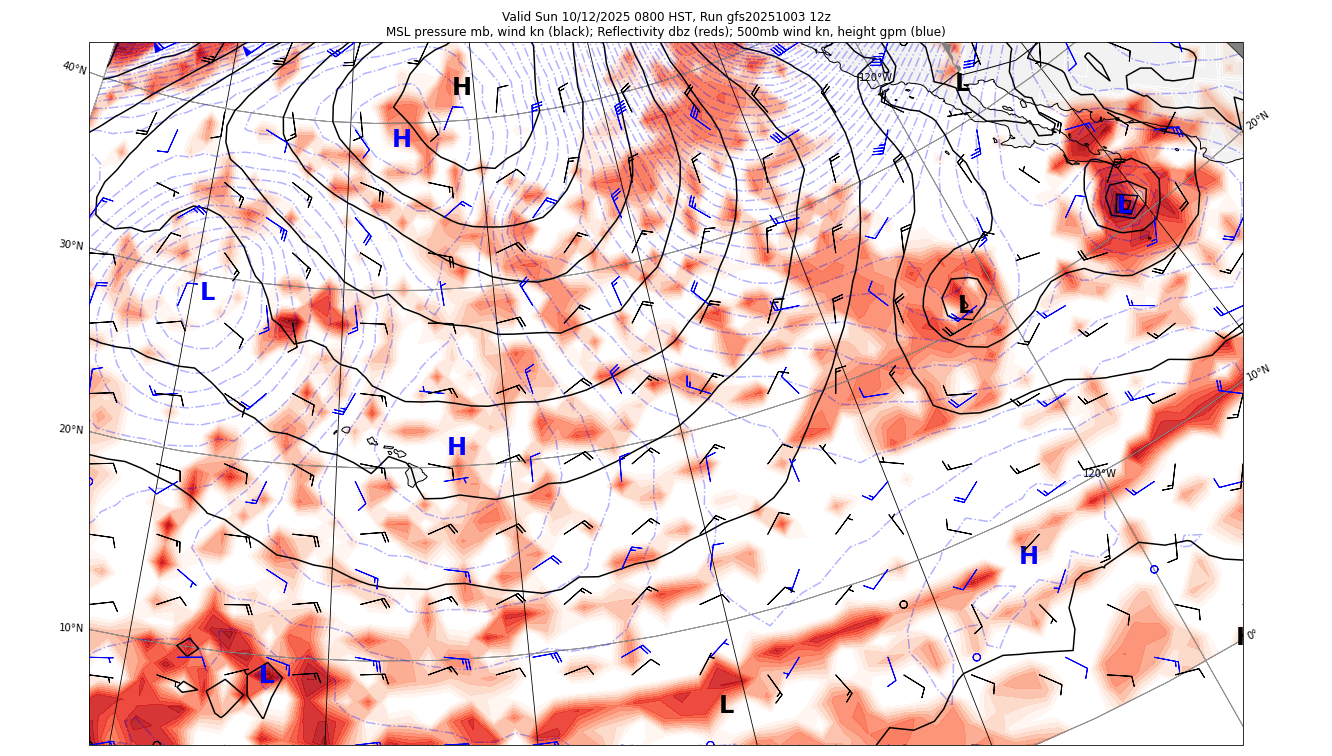 Valid Sun 10/12/2025 0800 HST, Run gfs20251003 12z
MSL pressure mb, wind kn (black); Reflectivity dbz (reds); 500mb wind kn, height gpm (blue)
40°N
H
120°W
L
20°N
H
L
30°N
L
L
10°N
20°N
H
120°W
H
10°N
0°
L
L